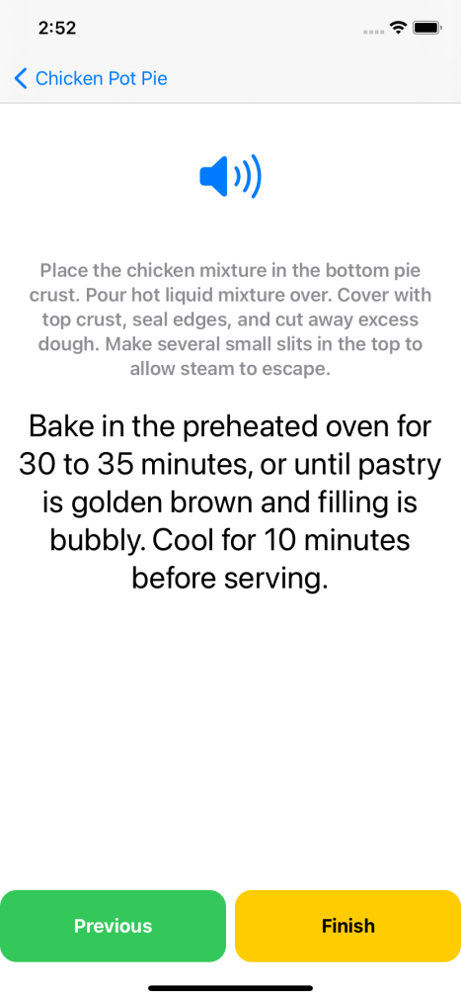 2:52
Chicken Pot Pie
Place the chicken mixture in the bottom pie
crust. Pour hot liquid mixture over. Cover with
top crust, seal edges, and cut away excess
dough. Make several small slits in the top to
allow steam to escape.
Bake in the preheated oven for
30 to 35 minutes, or until pastry
is golden brown and filling is
bubbly. Cool for 10 minutes
before serving.
Previous
Finish